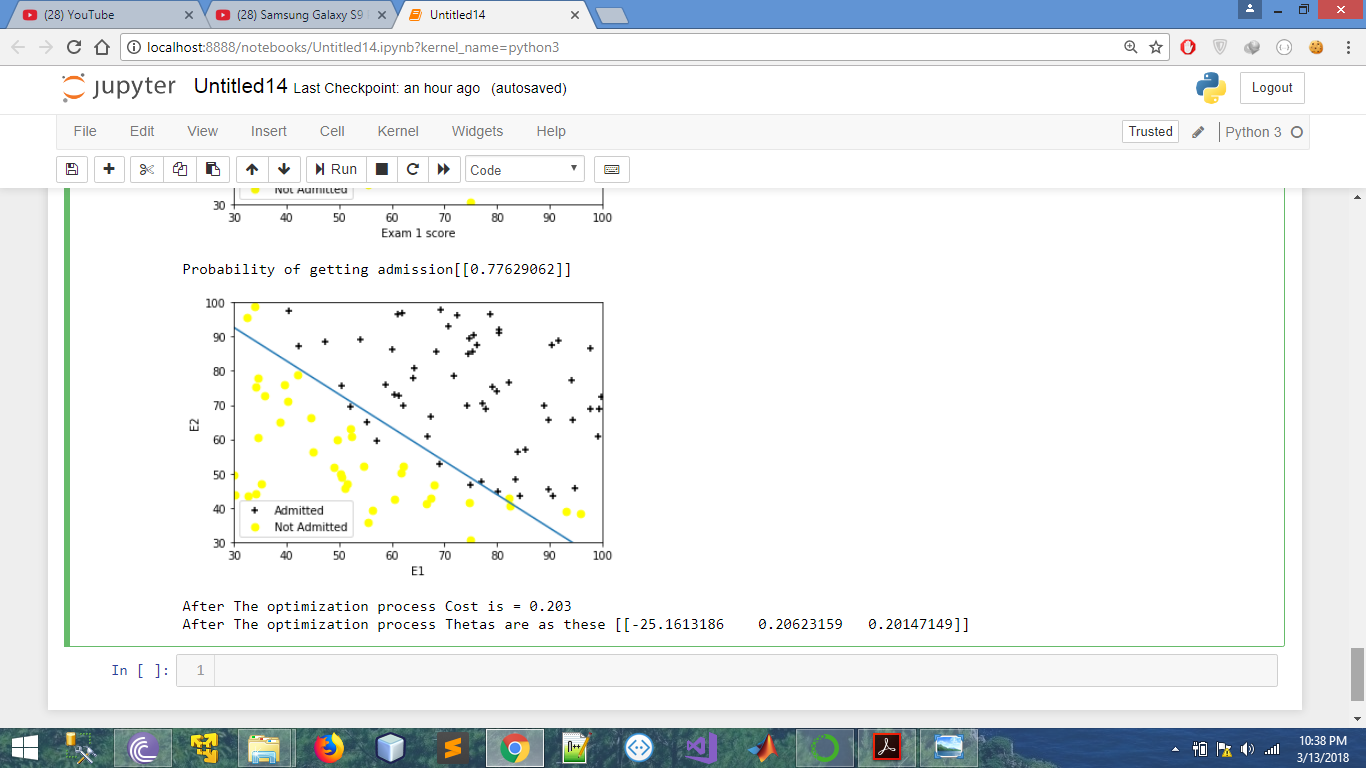 (28) YouTube
(28) Samsung Galaxy S9
Untitled14
localhost:8888/notebooks/Untitled14.ipynb?kernel_name=python3
jupyter Untitled14 Last Checkpoint: an hour ago (autosaved)
Logout
File Edit View Insert Cell Kernel Widgets Help
Trusted
Python 3
Run
Code
Not Admitted
30
30 40 50 60 70 80 90 100
Exam 1 score
Probability of getting admission[[0.77629062]]
100
90
80
70
60
50
40
30
E2
Admitted
Not Admitted
30 40 50 60 70 80 90 100
E1
After The optimization process Cost is = 0.203
After The optimization process Thetas are as these [[-25.1613186 0.20623159 0.20147149]]
In [ ]: 1
10:38 PM
3/13/2018